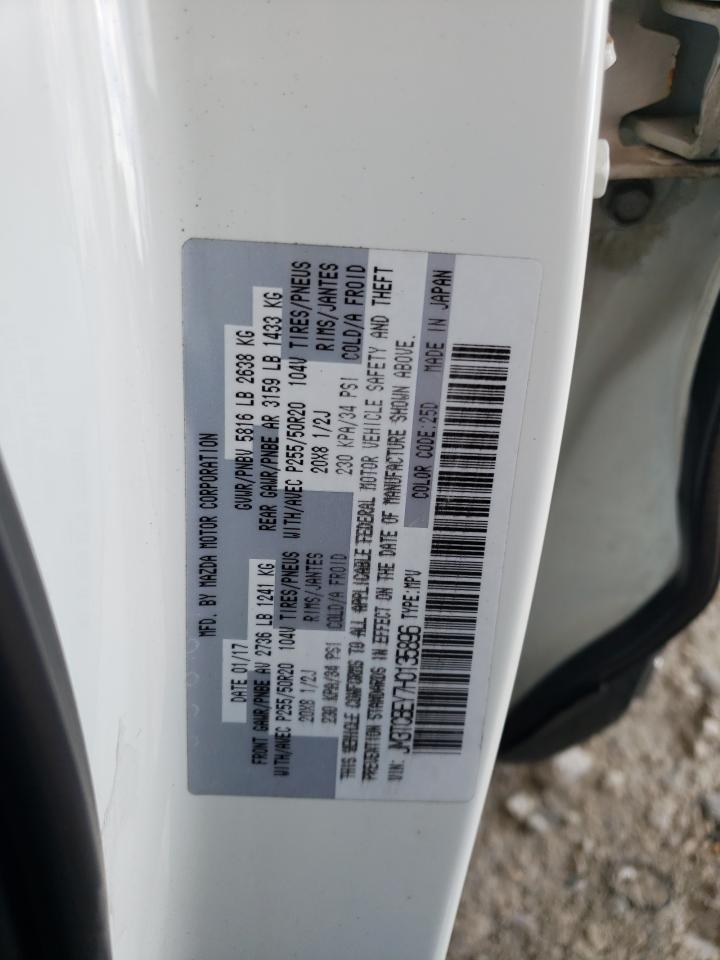 MFD. BY MAZDA MOTOR CORPORATION
DATE 01/17 GVWR/PNBV 5816 LB 2638 KG
FRONT GAWR/PNBE AV 2736 LB 1241 KG REAR GAWR/PNBE AR 3159 LB 1433 KG
WITH/AVEC P255/50R20 104V TIRES/PNEUS WITH/AVEC P255/50R20 104V TIRES/PNEUS
20X8 1/2J RIMS/JANTES 20X8 1/2J RIMS/JANTES
230 KPA/34 PSI COLD/A FROID 230 KPA/34 PSI COLD/A FROID
THIS VEHICLE CONFORMS TO ALL APPLICABLE FEDERAL MOTOR VEHICLE SAFETY AND THEFT
PREVENTION STANDARDS IN EFFECT ON THE DATE OF MANUFACTURE SHOWN ABOVE.
VIN: JM3TCBEY7H0135896 TYPE:MPV COLOR CODE:25D MADE IN JAPAN